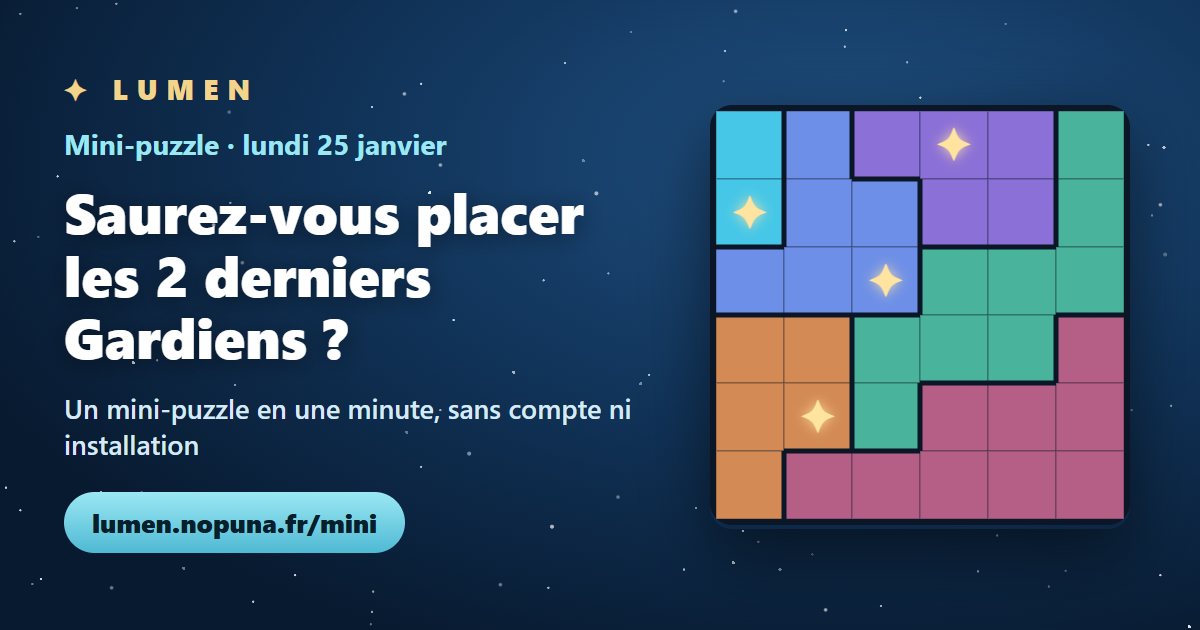 LUMEN
Mini-puzzle · lundi 25 janvier
Saurez-vous placer
les 2 derniers
Gardiens ?
Un mini-puzzle en une minute, sans compte ni
installation
lumen.nopuna.fr/mini